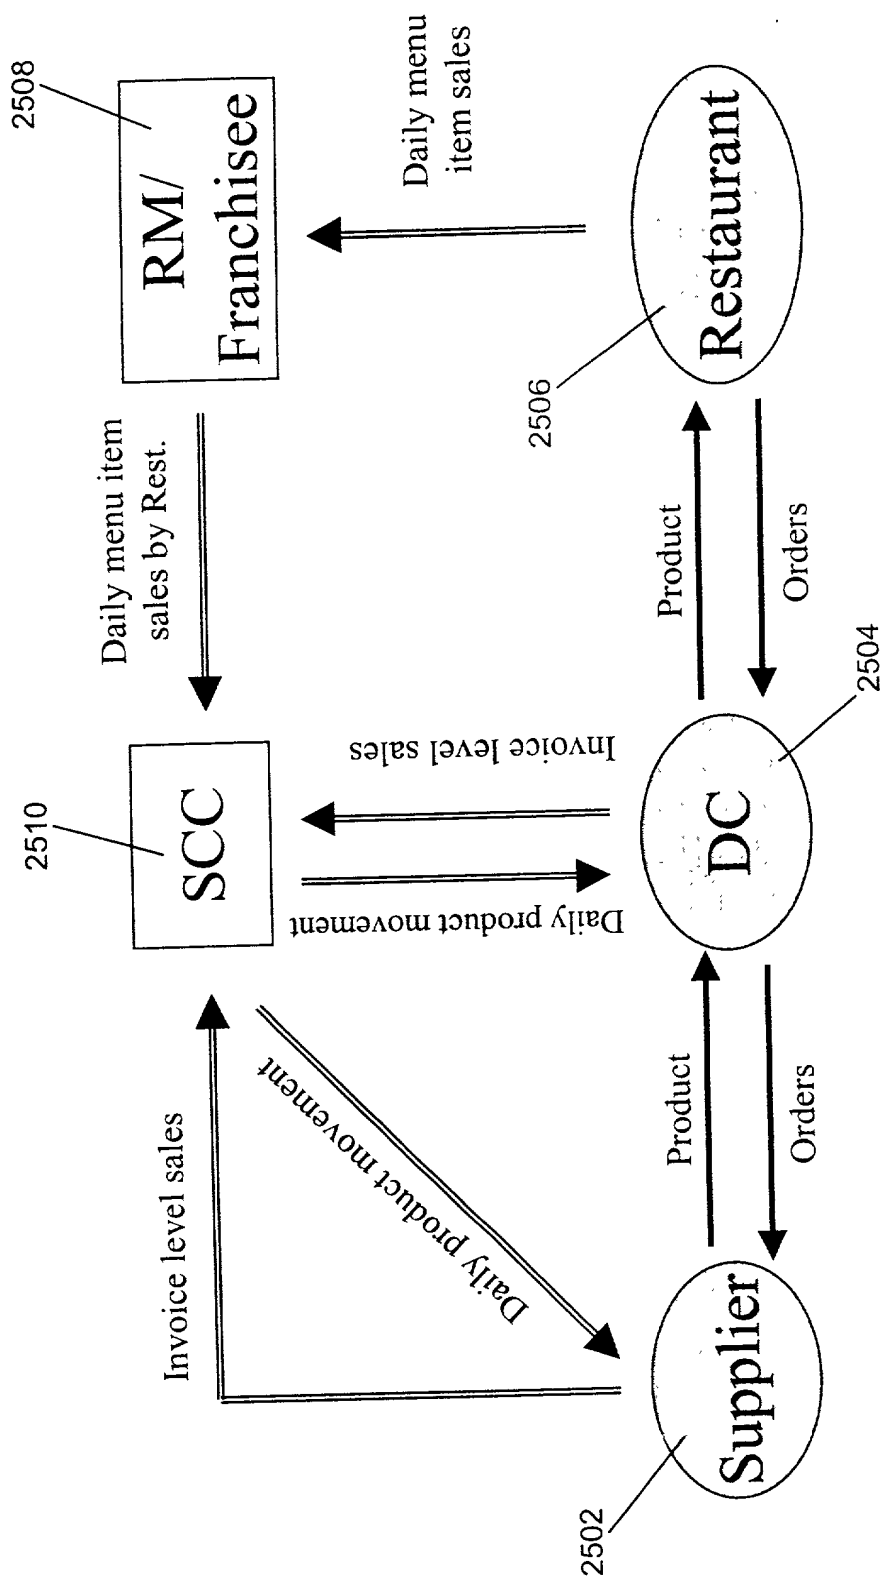 2510
SCC
Daily menu item
sales by Rest.
2508
RM/
Franchisee
Invoice level sales
Daily product movement
Daily product movement
Invoice level sales
Daily menu
item sales
2502
Supplier
Product
Orders
DC
2504
Product
Orders
2506
Restaurant